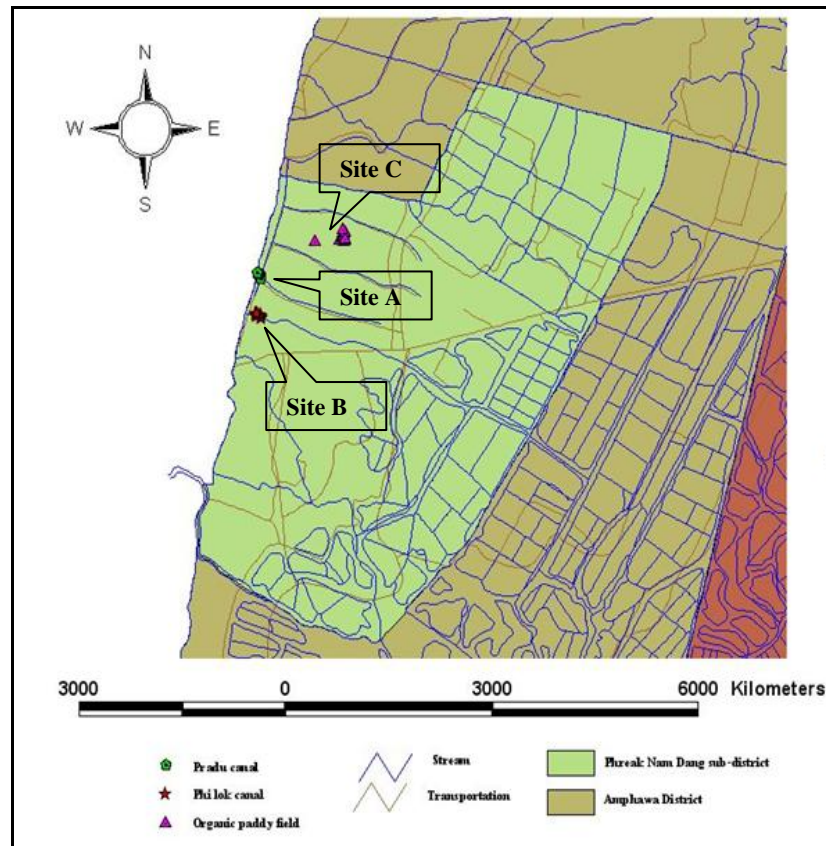 N
W E
S
Site C
Site A
Site B
3000 0 3000 6000 Kilometers
Pradu canal
Phi lok canal
Organic paddy field
Stream
Transportation
Phreak Nam Dang sub-district
Amphawa District